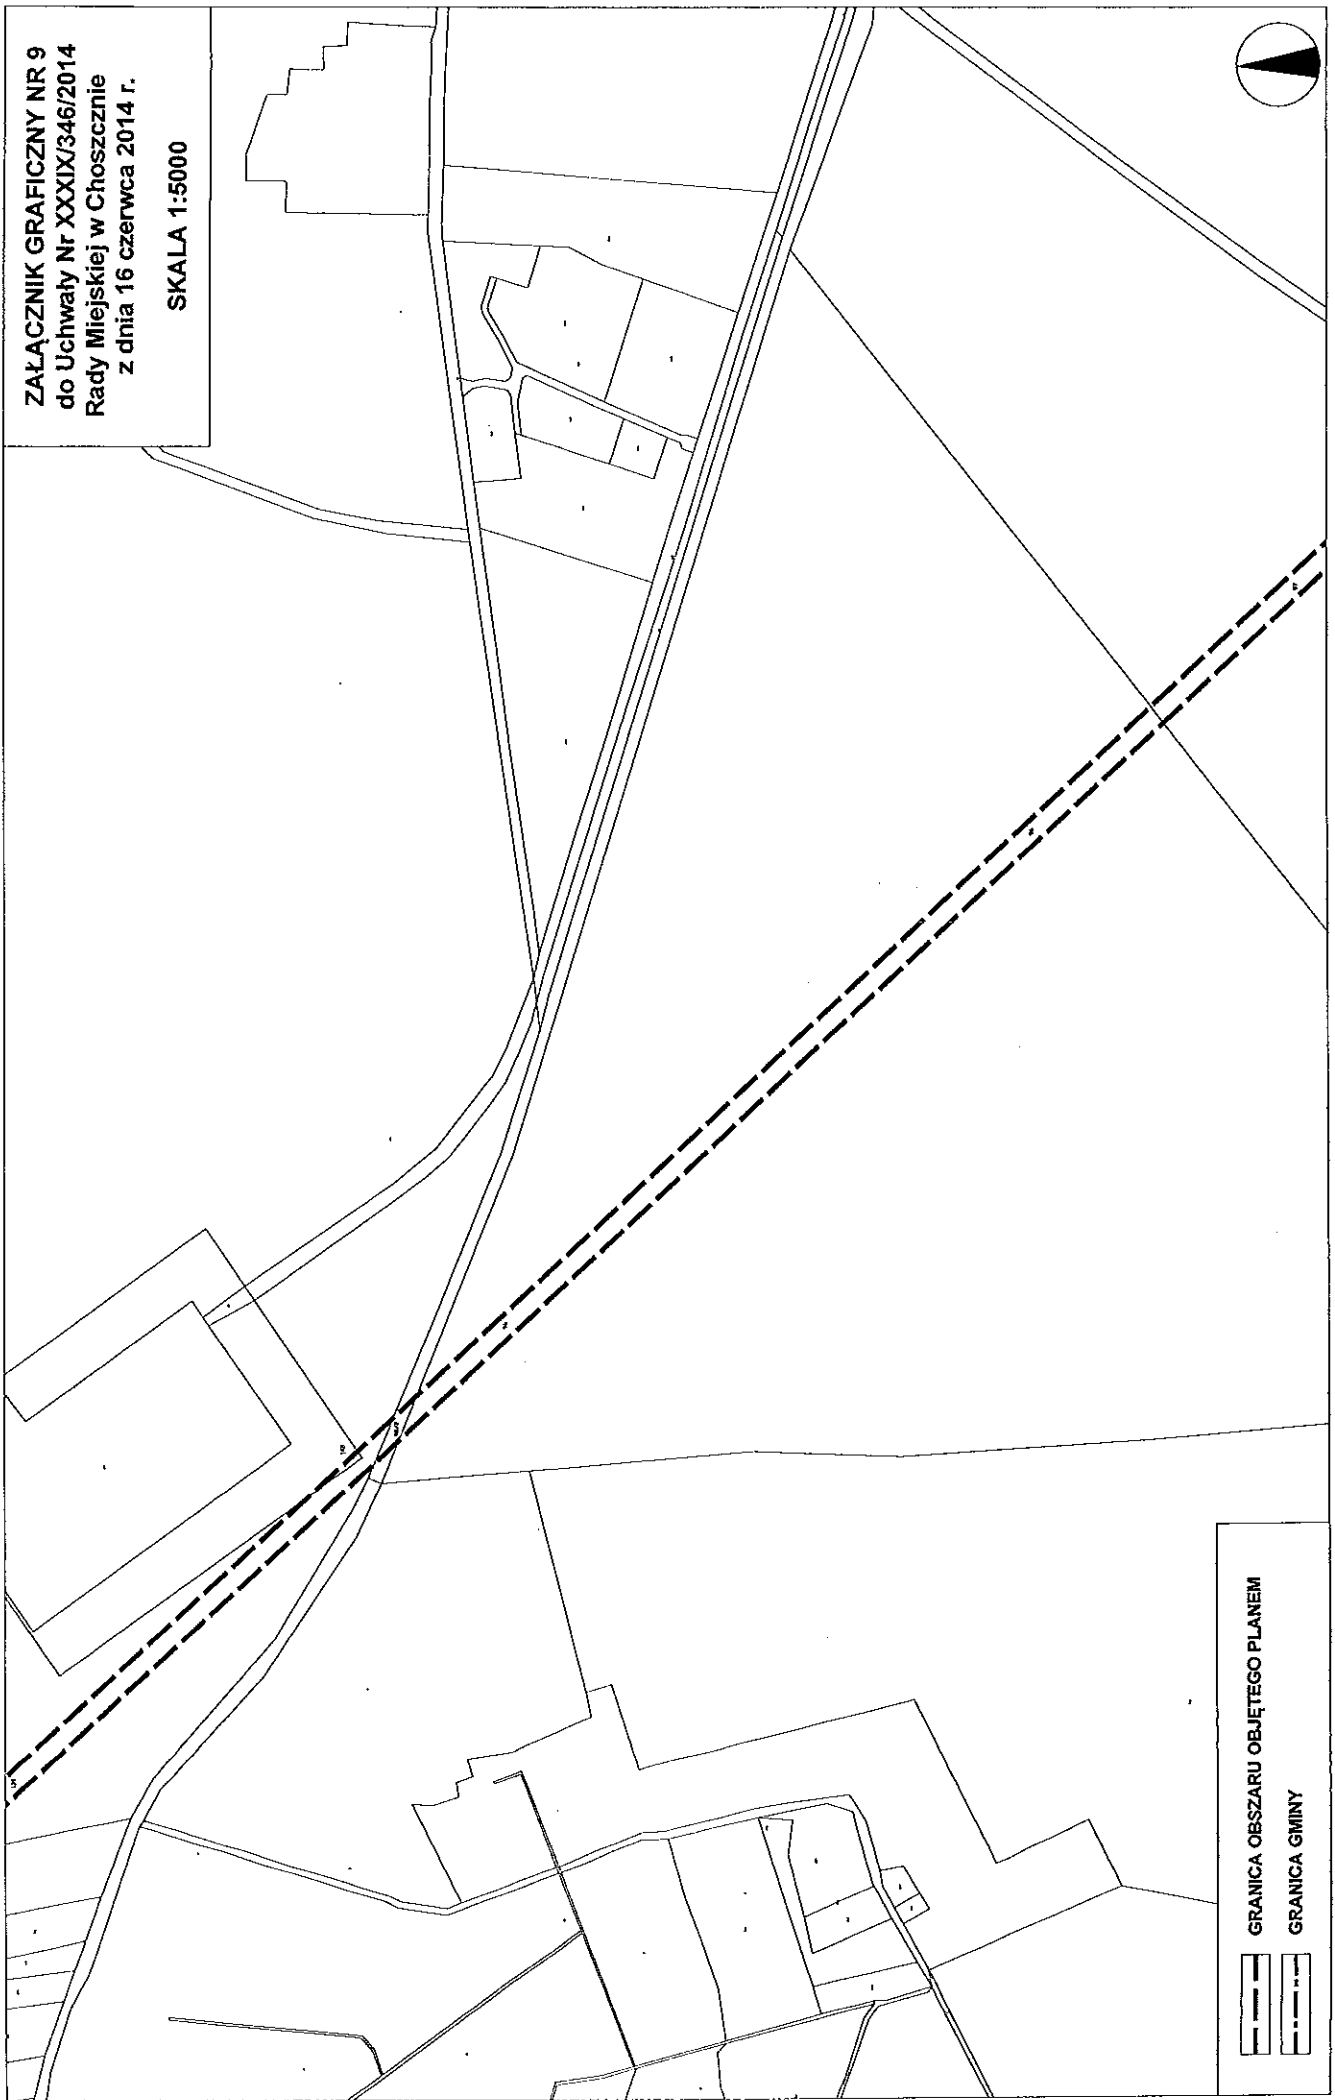 ZAŁĄCZNIK GRAFICZNY NR 9
do Uchwały Nr XXXIX/346/2014
Rady Miejskiej w Choszcznie
z dnia 16 czerwca 2014 r.
SKALA 1:5000
GRANICA OBSZARU OBJĘTEGO PLANEM
GRANICA GMINY